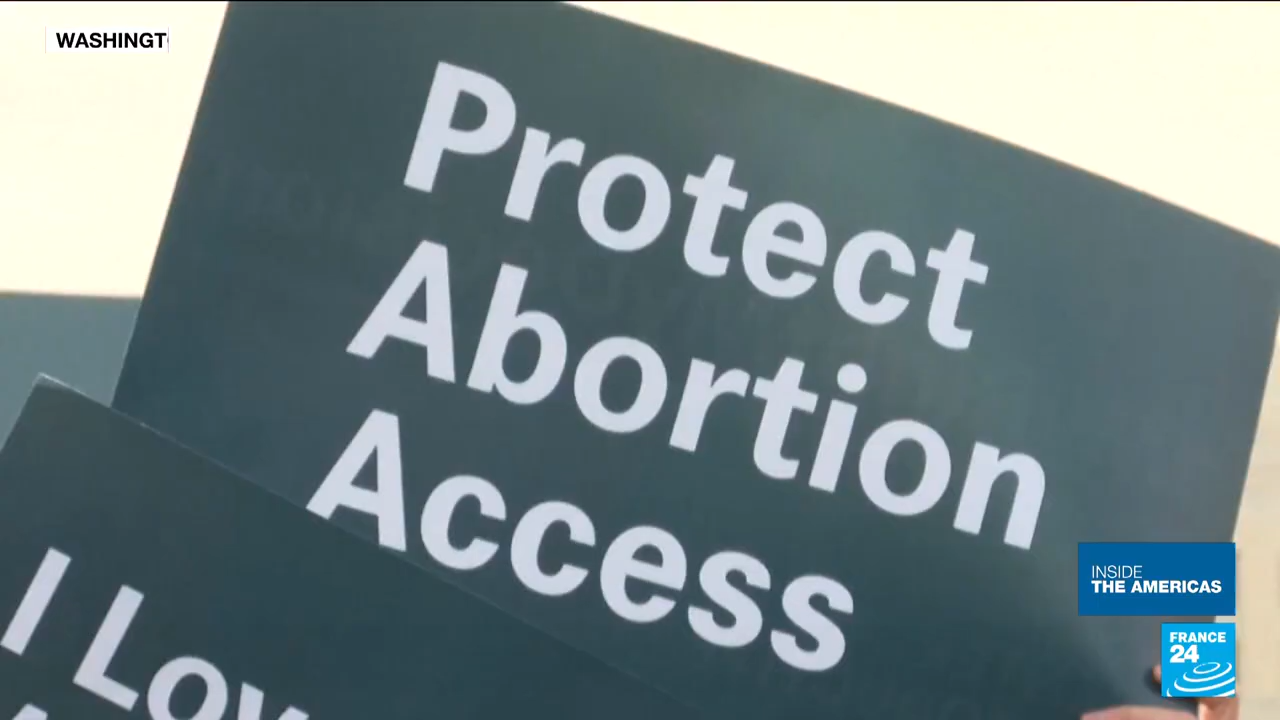 WASHINGT
Protect
Abortion
Access
I Lov
INSIDE
THE AMERICAS
FRANCE
24